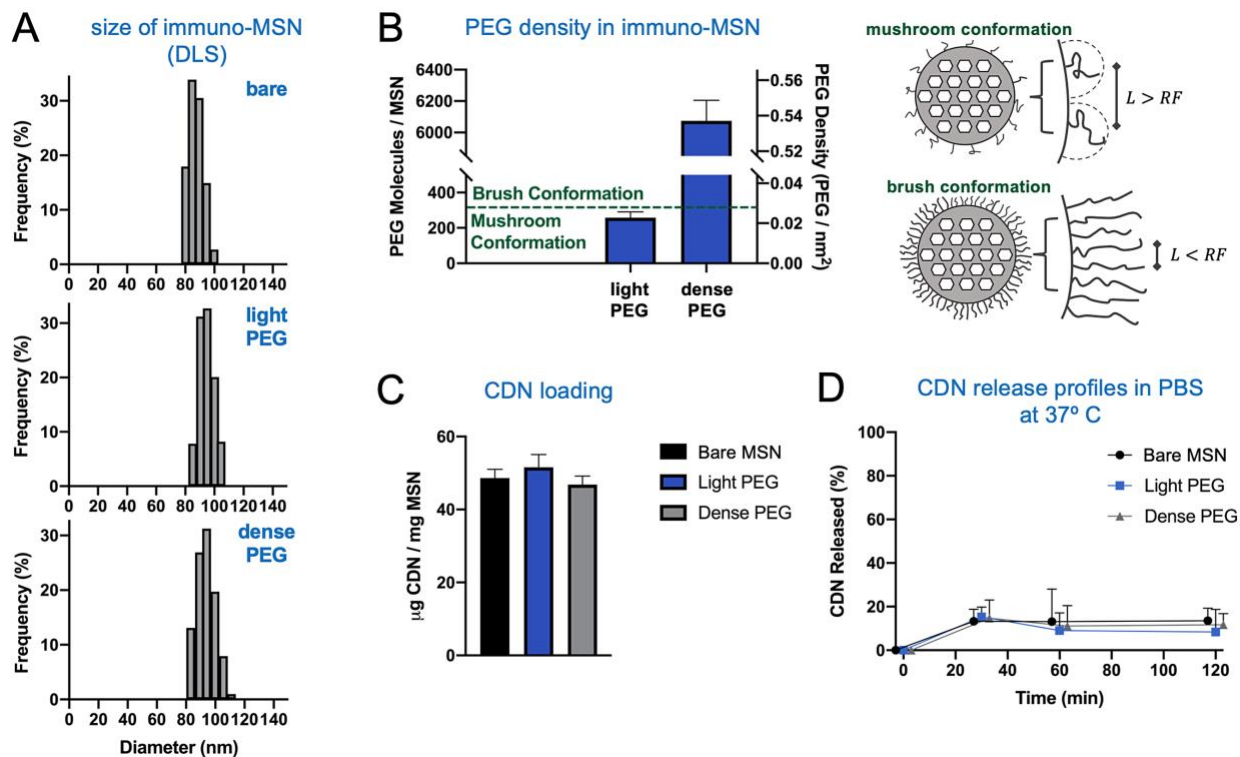 A
size of immuno-MSN
(DLS)
bare
Frequency (%)
30
20
10
0
0 20 40 60 80 100 120 140
light
PEG
Frequency (%)
30
20
10
0
0 20 40 60 80 100 120 140
dense
PEG
Frequency (%)
30
20
10
0
0 20 40 60 80 100 120 140
Diameter (nm)
B
PEG density in immuno-MSN
PEG Molecules / MSN
6400
6200
6000
400
200
0
Brush Conformation
Mushroom
Conformation
light
PEG
dense
PEG
0.56
0.54
0.52
0.04
0.02
0.00
PEG Density (PEG / nm²)
mushroom conformation
L > RF
brush conformation
L < RF
C
CDN loading
µg CDN / mg MSN
60
40
20
0
Bare MSN
Light PEG
Dense PEG
D
CDN release profiles in PBS
at 37º C
CDN Released (%)
100
80
60
40
20
0
Bare MSN
Light PEG
Dense PEG
0 20 40 60 80 100 120
Time (min)